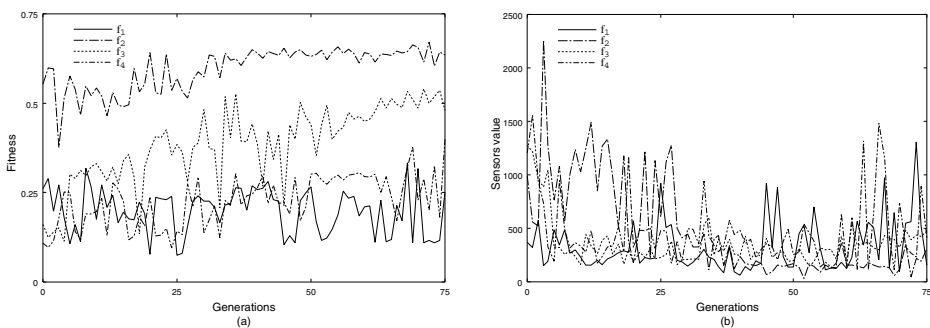 0.75
0.5
0.25
0
Fitness
f₁
f₂
f₃
f₄
0
25
50
75
Generations
(a)
2500
2000
1500
1000
500
0
Sensors value
f₁
f₂
f₃
f₄
0
25
50
75
Generations
(b)